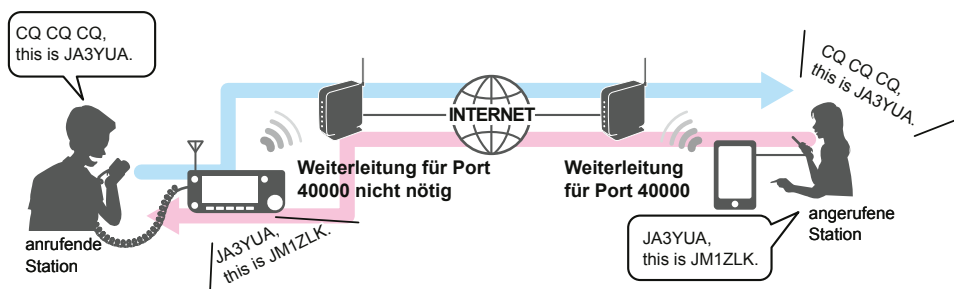 CQ CQ CQ,
this is JA3YUA.
CQ CQ CQ,
this is JA3YUA.
INTERNET
Weiterleitung für Port
40000 nicht nötig
Weiterleitung
für Port 40000
anrufende
Station
JA3YUA,
this is JM1ZLK.
JA3YUA,
this is JM1ZLK.
angerufene
Station